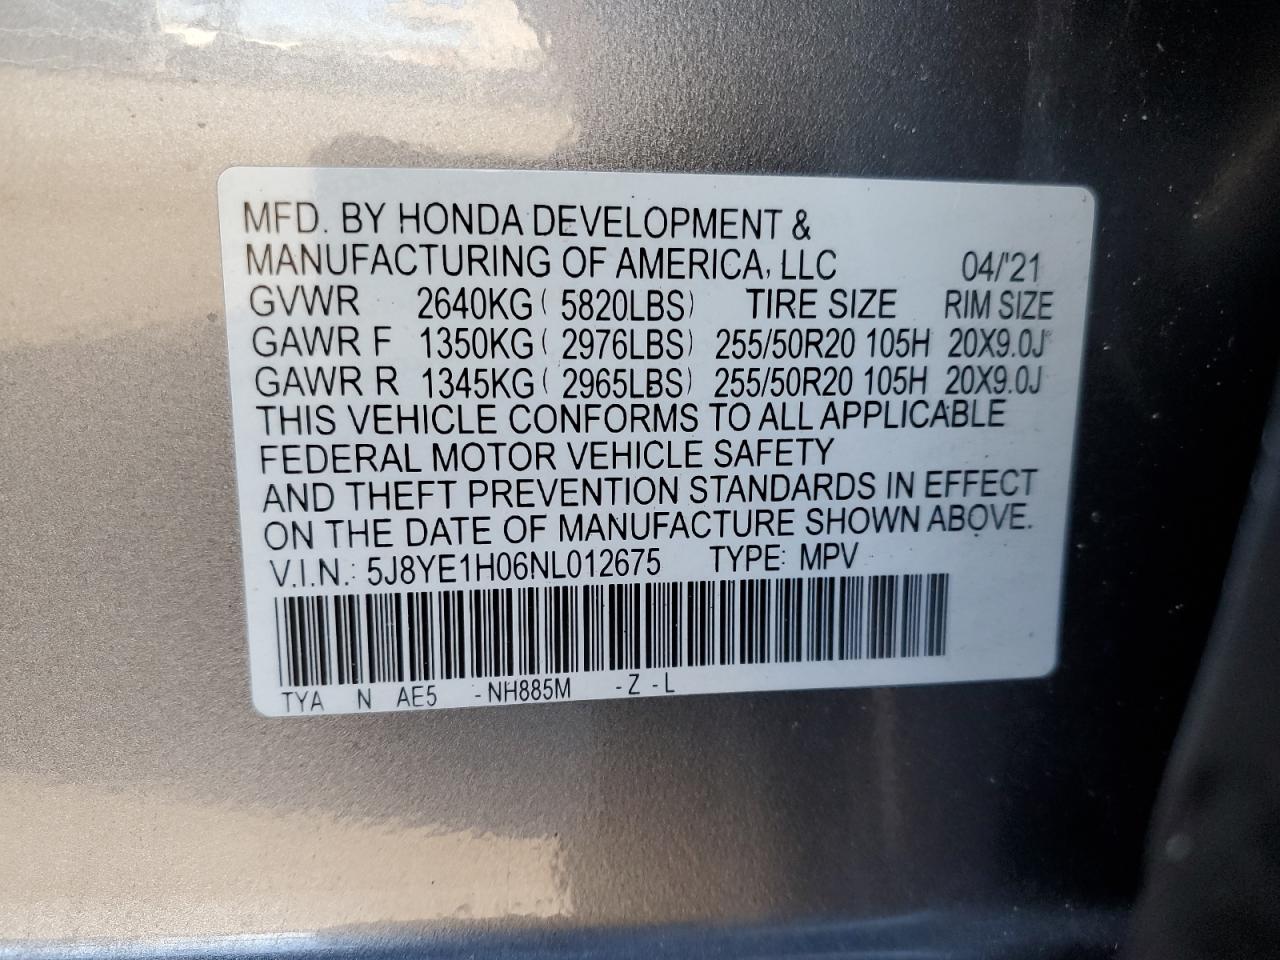 MFD. BY HONDA DEVELOPMENT &
MANUFACTURING OF AMERICA, LLC 04/'21
GVWR 2640KG( 5820LBS) TIRE SIZE RIM SIZE
GAWR F 1350KG( 2976LBS) 255/50R20 105H 20X9.0J
GAWR R 1345KG( 2965LBS) 255/50R20 105H 20X9.0J
THIS VEHICLE CONFORMS TO ALL APPLICABLE
FEDERAL MOTOR VEHICLE SAFETY
AND THEFT PREVENTION STANDARDS IN EFFECT
ON THE DATE OF MANUFACTURE SHOWN ABOVE.
V.I.N.: 5J8YE1H06NL012675 TYPE: MPV
TYA N AE5 -NH885M -Z -L